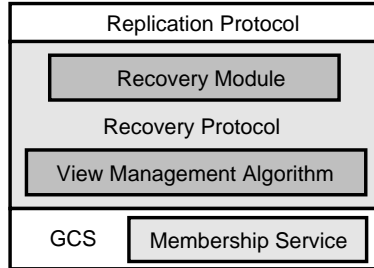 Replication Protocol
Recovery Module
Recovery Protocol
View Management Algorithm
GCS
Membership Service